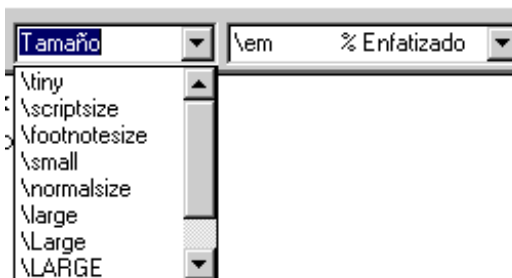 Tamaño \em % Enfatizado
\tiny
\scriptsize
\footnotesize
\small
\normalsize
\large
\Large
\LARGE